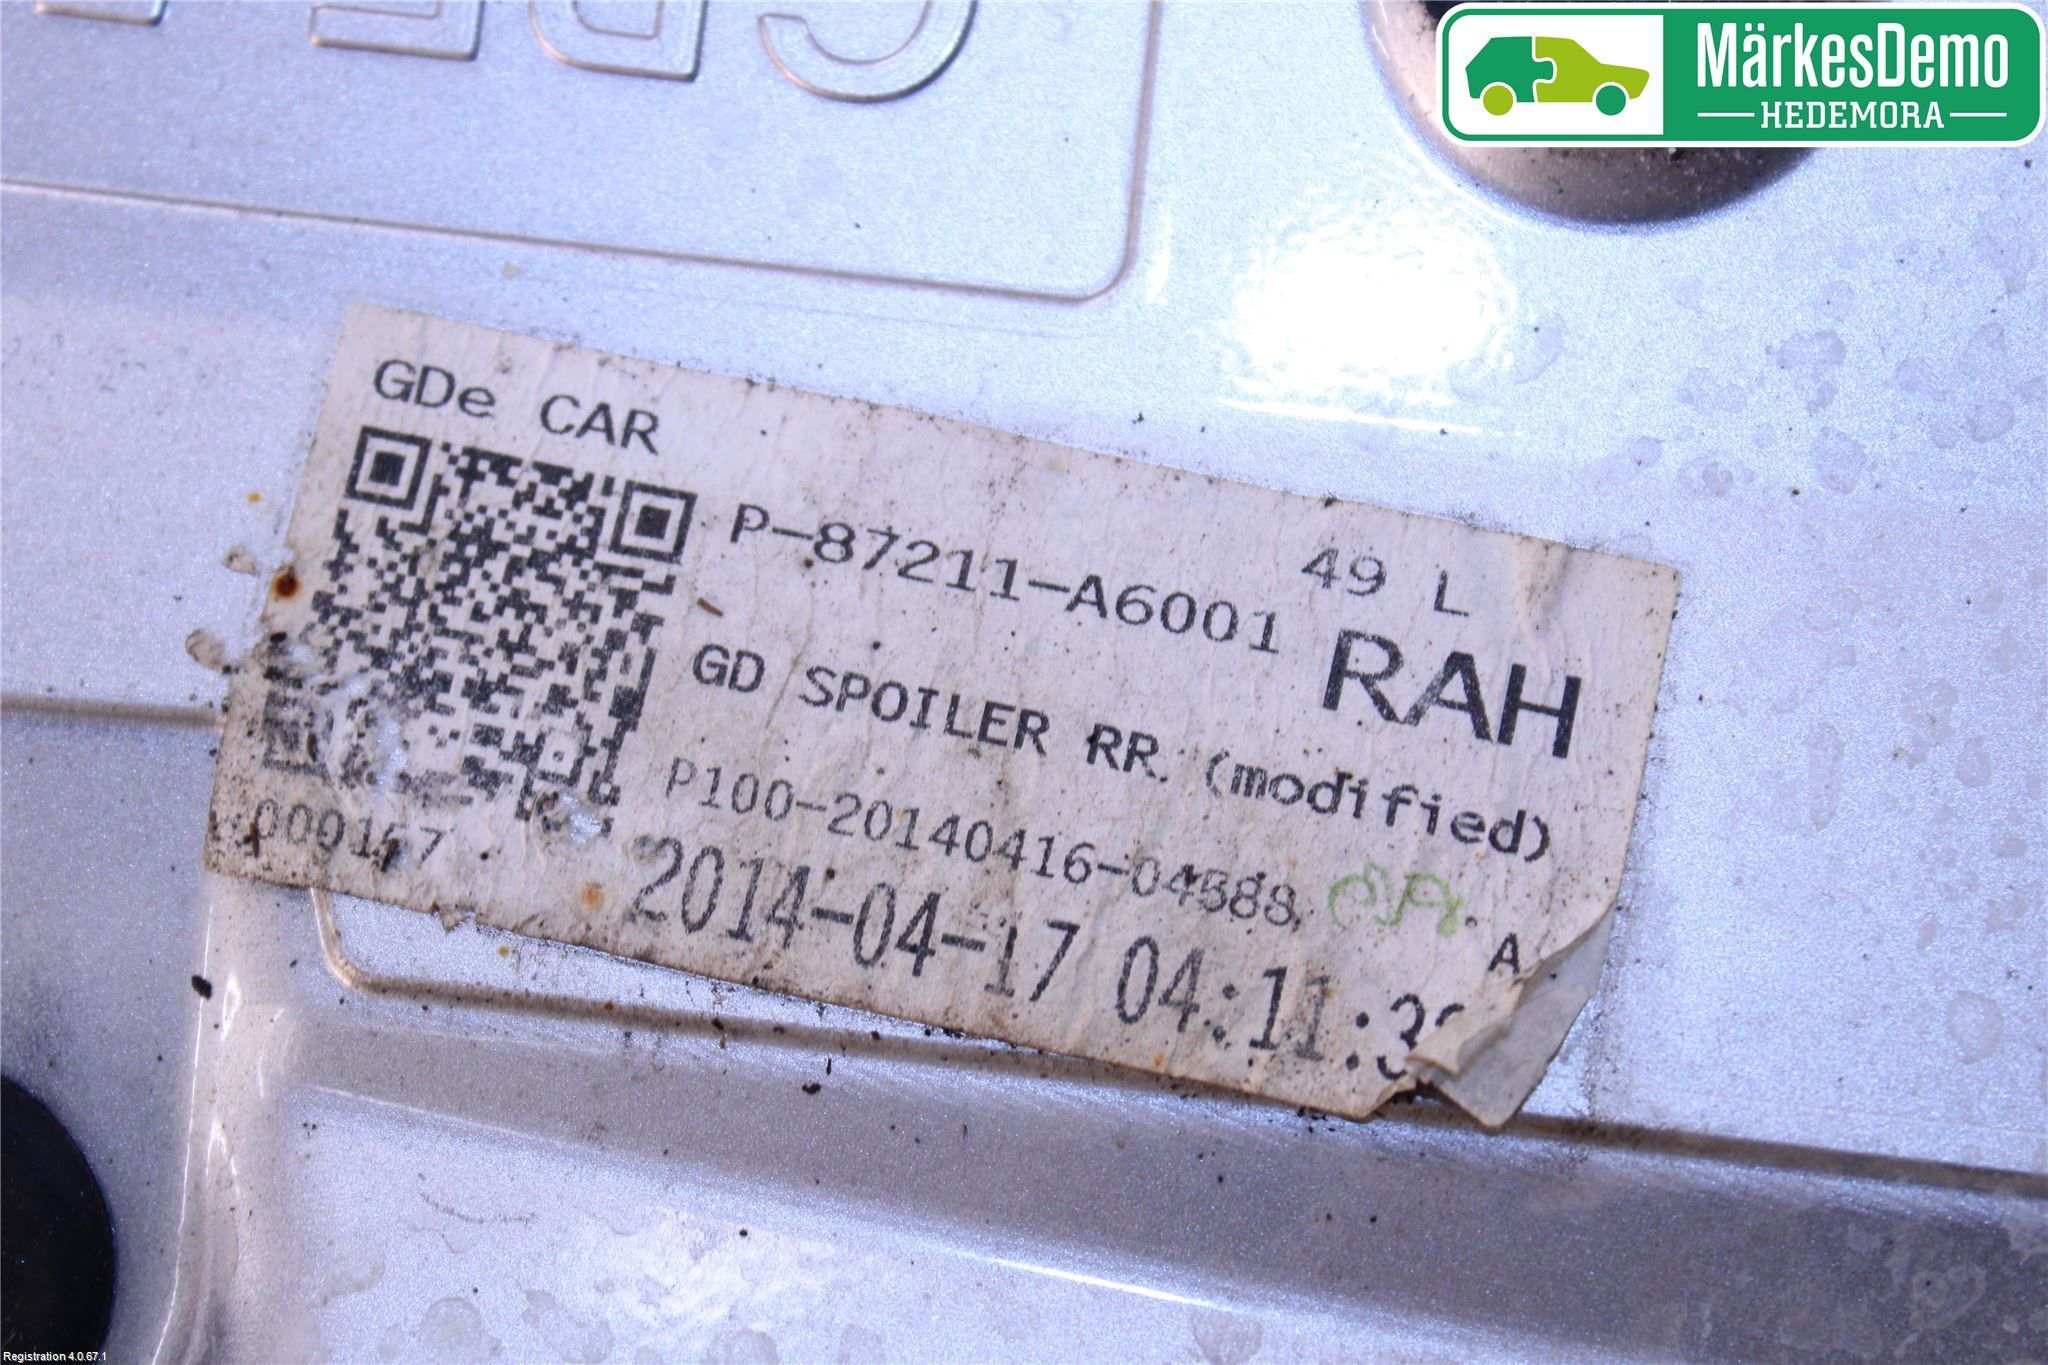 MärkesDemo
HEDEMORA
GDe CAR
49 L
P-87211-A6001
RAH
GD SPOILER RR (modified)
P100-20140416-04588
000147
A
2014-04-17 04:11:3
Registration 4.0.67.1